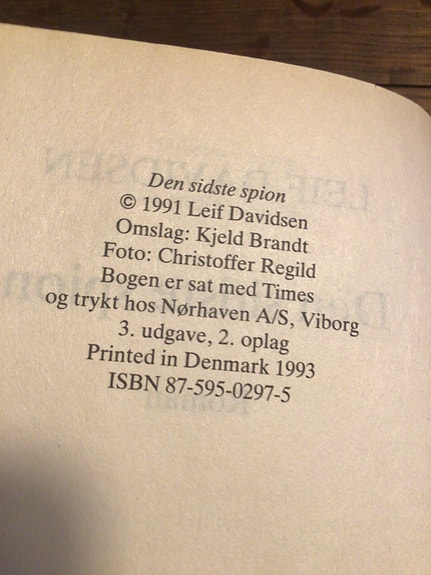 Den sidste spion
© 1991 Leif Davidsen
Omslag: Kjeld Brandt
Foto: Christoffer Regild
Bogen er sat med Times
og trykt hos Nørhaven A/S, Viborg
3. udgave, 2. oplag
Printed in Denmark 1993
ISBN 87-595-0297-5